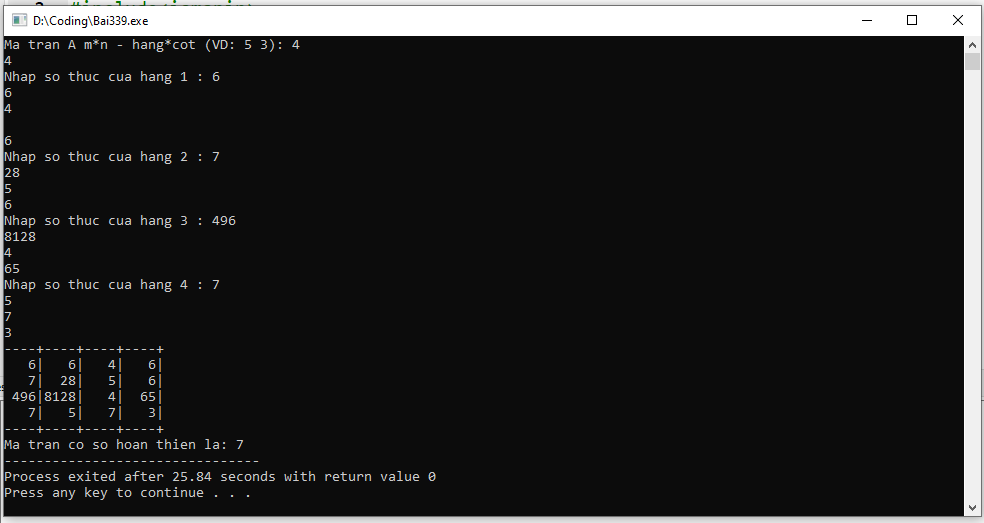 D:\Coding\Bai339.exe
Ma tran A m*n - hang*cot (VD: 5 3): 4
4
Nhap so thuc cua hang 1 : 6
6
4
6
Nhap so thuc cua hang 2 : 7
28
5
6
Nhap so thuc cua hang 3 : 496
8128
4
65
Nhap so thuc cua hang 4 : 7
5
7
3
----+----+----+----+
   6|   6|   4|   6|
   7|  28|   5|   6|
 496|8128|   4|  65|
   7|   5|   7|   3|
----+----+----+----+
Ma tran co so hoan thien la: 7
--------------------------------
Process exited after 25.84 seconds with return value 0
Press any key to continue . . .